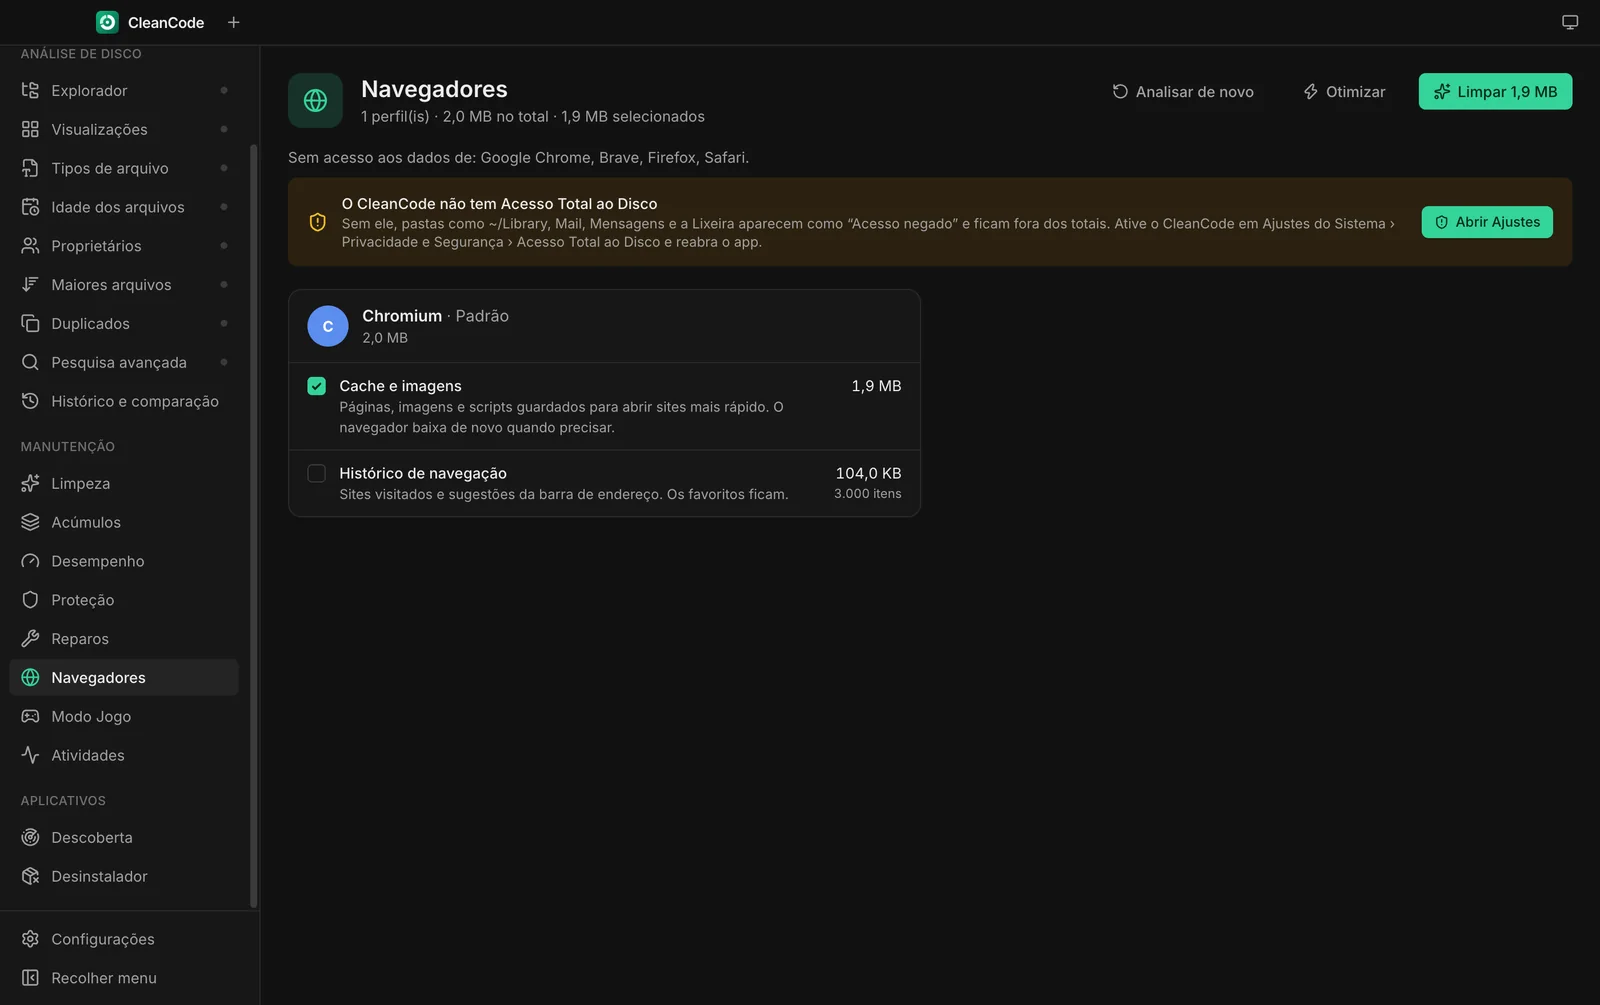 CleanCode
ANÁLISE DE DISCO
Explorador
Visualizações
Tipos de arquivo
Idade dos arquivos
Proprietários
Maiores arquivos
Duplicados
Pesquisa avançada
Histórico e comparação
MANUTENÇÃO
Limpeza
Acúmulos
Desempenho
Proteção
Reparos
Navegadores
Modo Jogo
Atividades
APLICATIVOS
Descoberta
Desinstalador
Configurações
Recolher menu
Navegadores
1 perfil(is) · 2,0 MB no total · 1,9 MB selecionados
Analisar de novo
Otimizar
Limpar 1,9 MB
Sem acesso aos dados de: Google Chrome, Brave, Firefox, Safari.
O CleanCode não tem Acesso Total ao Disco
Sem ele, pastas como ~/Library, Mail, Mensagens e a Lixeira aparecem como “Acesso negado” e ficam fora dos totais. Ative o CleanCode em Ajustes do Sistema ›
Privacidade e Segurança › Acesso Total ao Disco e reabra o app.
Abrir Ajustes
C
Chromium · Padrão
2,0 MB
Cache e imagens 1,9 MB
Páginas, imagens e scripts guardados para abrir sites mais rápido. O
navegador baixa de novo quando precisar.
Histórico de navegação 104,0 KB
Sites visitados e sugestões da barra de endereço. Os favoritos ficam. 3.000 itens